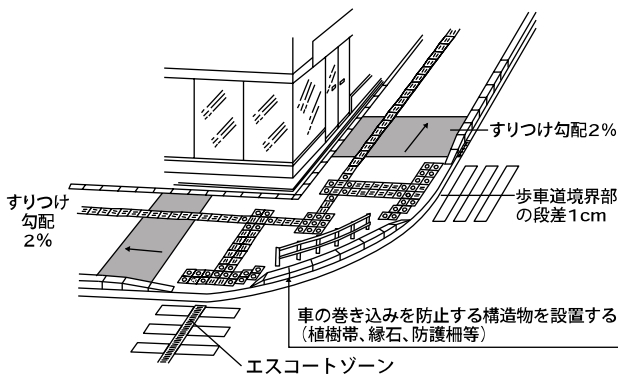 すりつけ勾配2%
すりつけ
勾配
2%
歩車道境界部
の段差1cm
車の巻き込みを防止する構造物を設置する
(植樹帯、縁石、防護柵等)
エスコートゾーン